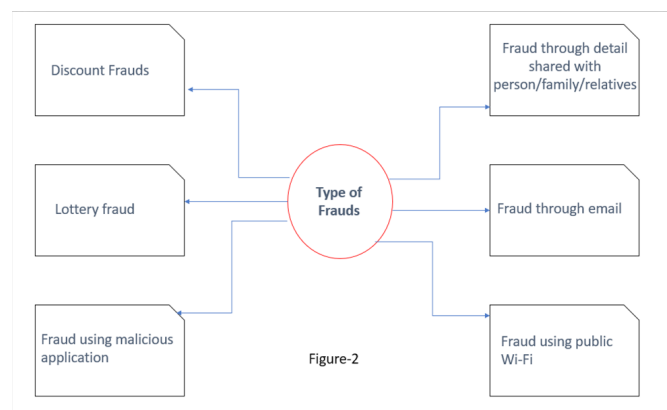 Discount Frauds
Fraud through detail
shared with
person/family/relatives
Type of
Frauds
Lottery fraud
Fraud through email
Fraud using malicious
application
Figure-2
Fraud using public
Wi-Fi